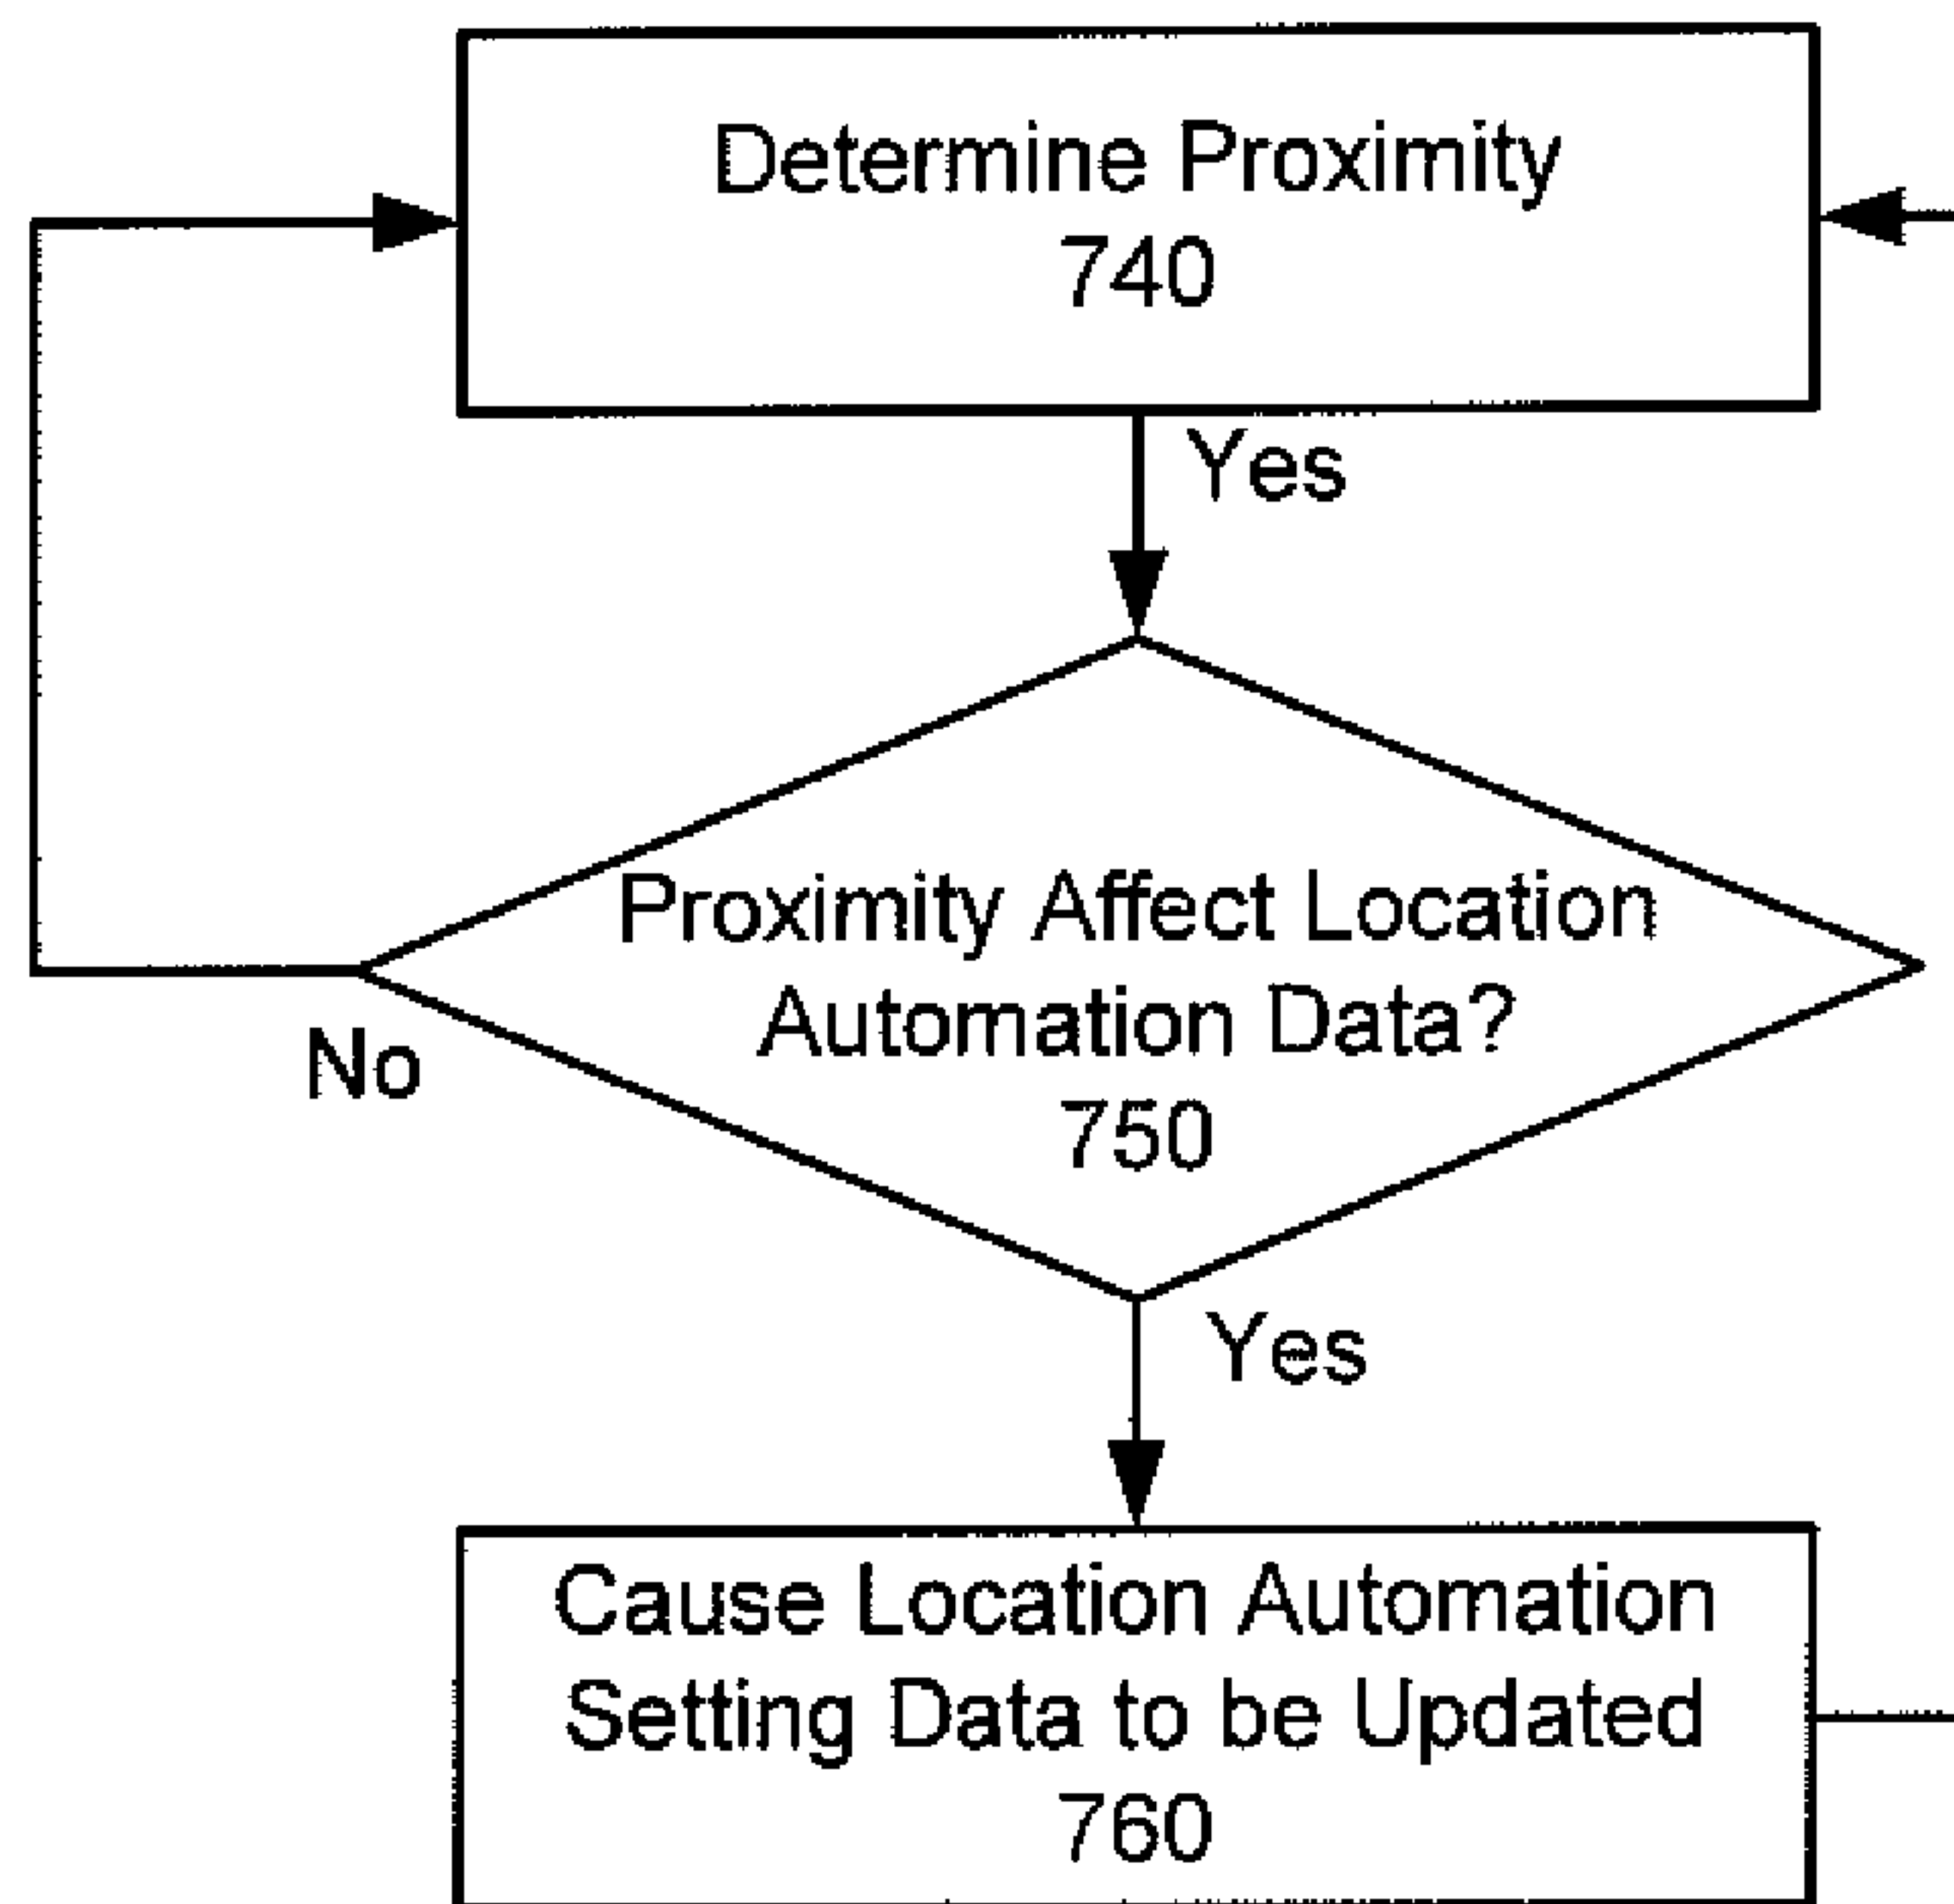 Determine Proximity
740
Yes
Proximity Affect Location
Automation Data?
750
No
Yes
Cause Location Automation
Setting Data to be Updated
760